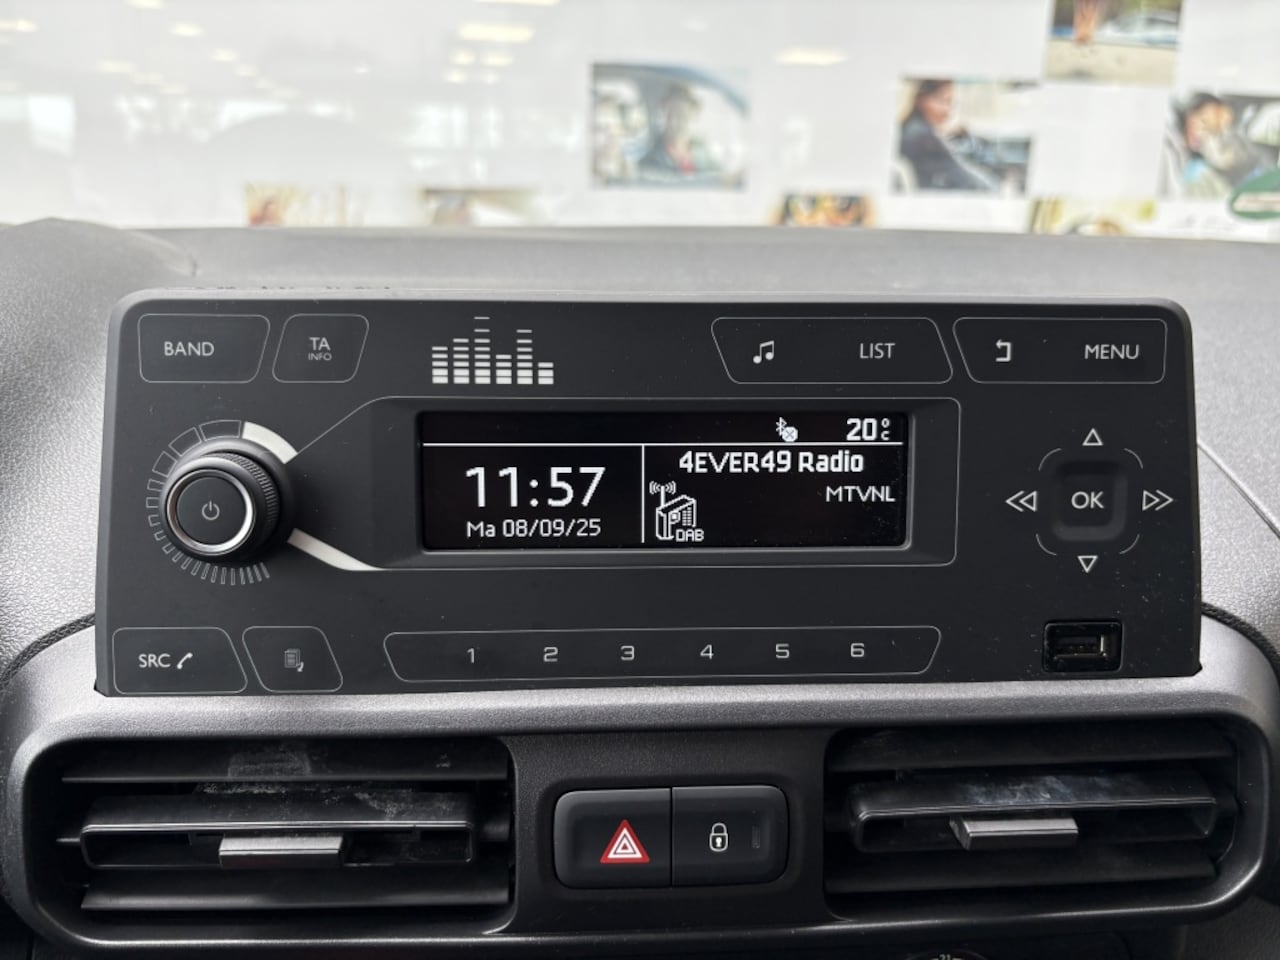 BAND
TA
INFO
LIST
MENU
20°C
11:57
Ma 08/09/25
4EVER49 Radio
MTVNL
DAB
OK
SRC
1 2 3 4 5 6
21